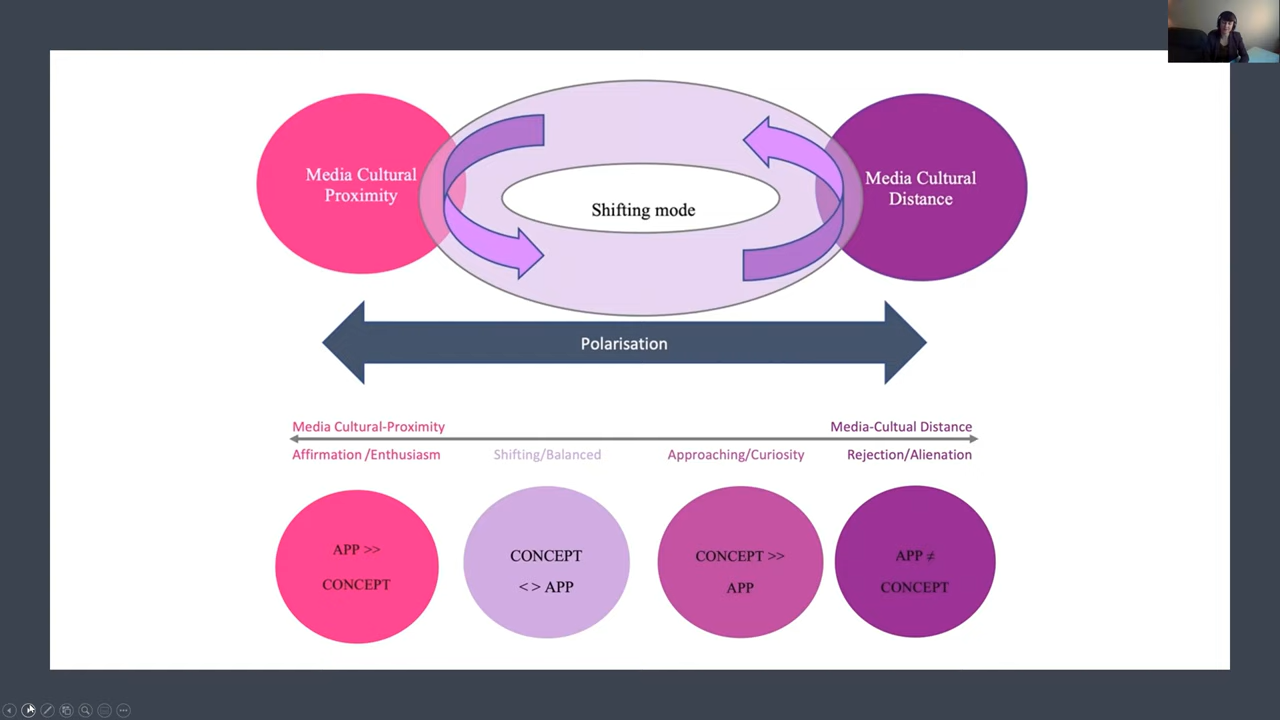 Media Cultural
Proximity
Shifting mode
Media Cultural
Distance
Polarisation
Media Cultural-Proximity
Media-Cultual Distance
Affirmation /Enthusiasm
Shifting/Balanced
Approaching/Curiosity
Rejection/Alienation
APP >>
CONCEPT
CONCEPT
< > APP
CONCEPT >>
APP
APP ≠
CONCEPT